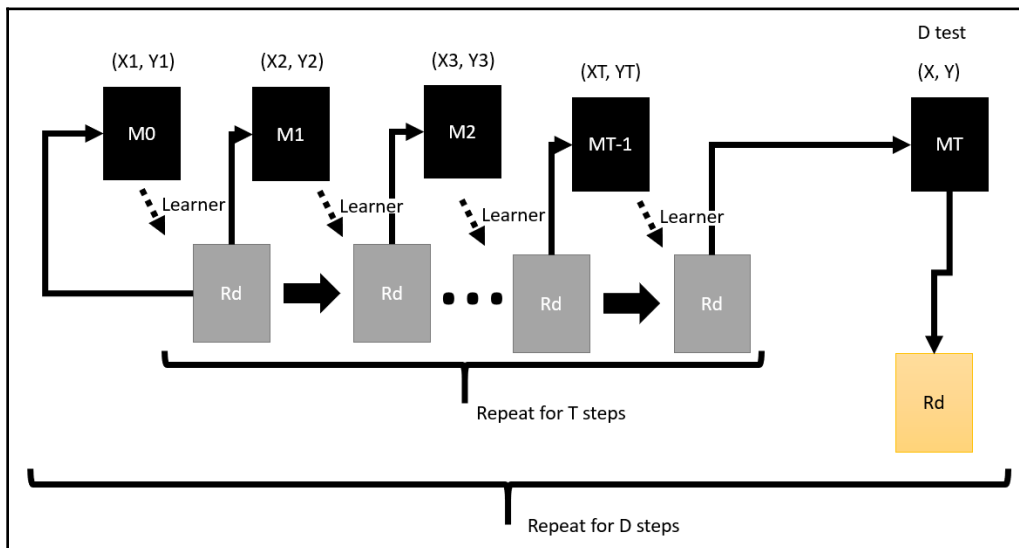 D test
(X1, Y1)
(X2, Y2)
(X3, Y3)
(XT, YT)
(X, Y)
M0
M1
M2
MT-1
MT
Learner
Learner
Learner
Learner
Rd
Rd
Rd
Rd
Rd
Repeat for T steps
Repeat for D steps